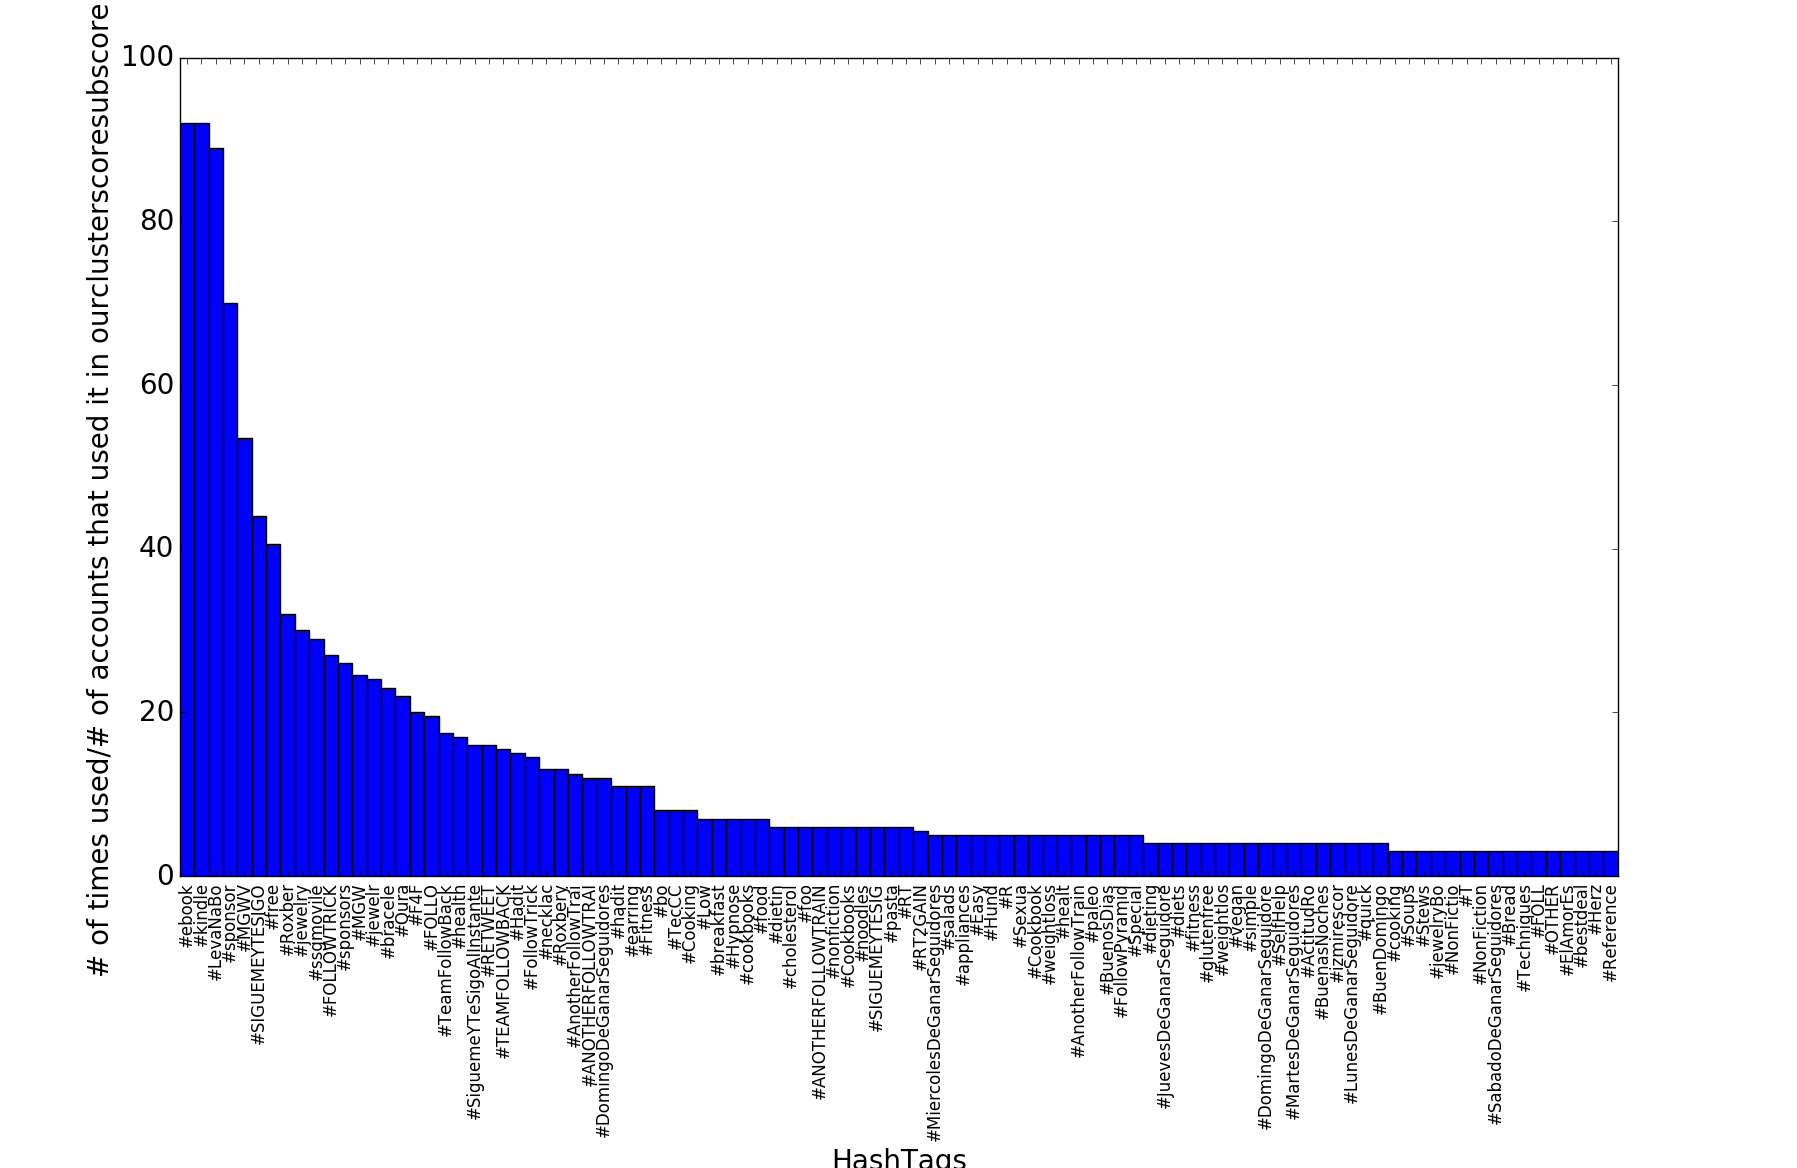 # of times used/# of accounts that used it in ourclusterscoresubscore
100
80
60
40
20
0
#ebook
#kindle
#LevaNaBo
#sponsor
#MGWV
#SIGUEMEYTESIGO
#free
#Roxber
#jewelry
#ssgmovile
#FOLLOWTRICK
#sponsors
#MGW
#jewelr
#bracele
#Oura
#F4F
#FOLLO
#TeamFollowBack
#health
#SiguemeYTeSigoAlInstante
#RETWEET
#TEAMFOLLOWBACK
#Hadit
#FollowTrick
#necklac
#Roxbery
#AnotherFollowTrai
#ANOTHERFOLLOWTRAI
#DomingoDeGanarSeguidores
#hadit
#earring
#Fitness
#bo
#TecCC
#Cooking
#Low
#breakfast
#Hypnose
#cookbooks
#food
#dietin
#cholesterol
#foo
#ANOTHERFOLLOWTRAIN
#nonfiction
#Cookbooks
#noodles
#SIGUEMEYTESIG
#pasta
#RT
#RT2GAIN
#MiercolesDeGanarSeguidores
#salads
#appliances
#Easy
#Hund
#R
#Sexua
#Cookbook
#weightloss
#healt
#AnotherFollowTrain
#paleo
#BuenosDias
#FollowPyramid
#Special
#dieting
#JuevesDeGanarSeguidore
#diets
#fitness
#glutenfree
#weightlos
#vegan
#simple
#DomingoDeGanarSeguidore
#SelfHelp
#MartesDeGanarSeguidores
#ActitudRo
#BuenasNoches
#izmirescor
#LunesDeGanarSeguidore
#quick
#BuenDomingo
#cooking
#Soups
#Stews
#jewelryBo
#NonFictio
#T
#NonFiction
#SabadoDeGanarSeguidores
#Bread
#Techniques
#FOLL
#OTHER
#ElAmorEs
#bestdeal
#Herz
#Reference
HashTags